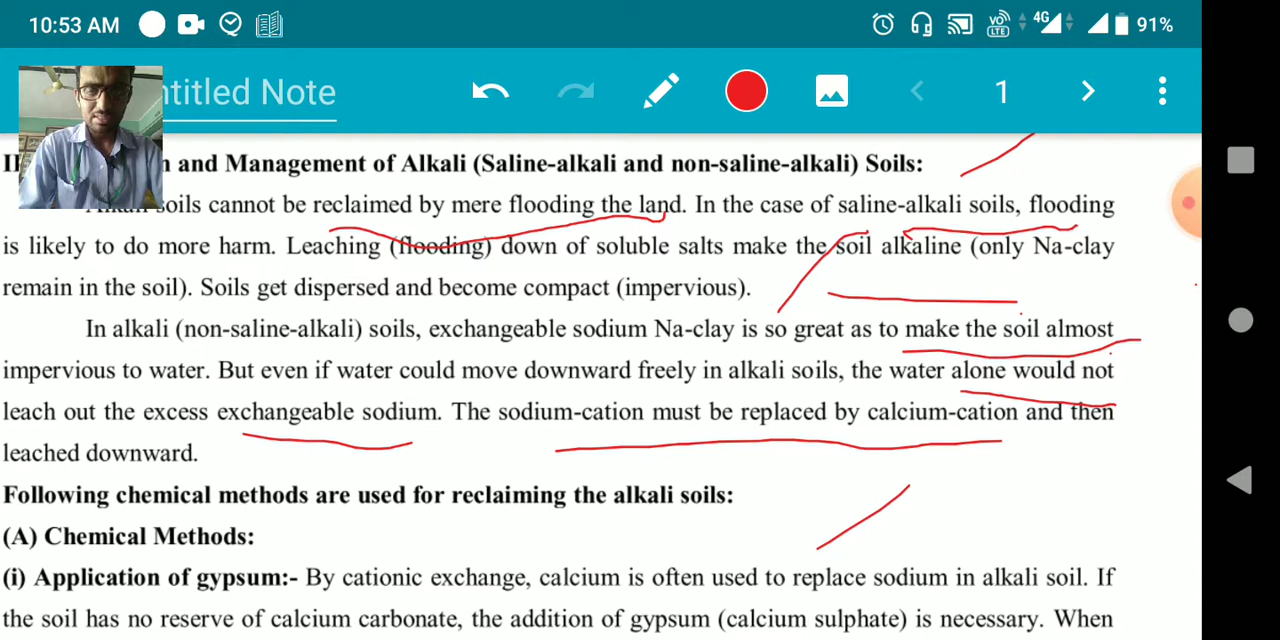 10:53 AM
VO
LTE
4G
91%
ntitled Note
1
and Management of Alkali (Saline-alkali and non-saline-alkali) Soils:
soils cannot be reclaimed by mere flooding the land. In the case of saline-alkali soils, flooding
is likely to do more harm. Leaching (flooding) down of soluble salts make the soil alkaline (only Na-clay
remain in the soil). Soils get dispersed and become compact (impervious).
In alkali (non-saline-alkali) soils, exchangeable sodium Na-clay is so great as to make the soil almost
impervious to water. But even if water could move downward freely in alkali soils, the water alone would not
leach out the excess exchangeable sodium. The sodium-cation must be replaced by calcium-cation and then
leached downward.
Following chemical methods are used for reclaiming the alkali soils:
(A) Chemical Methods:
(i) Application of gypsum:- By cationic exchange, calcium is often used to replace sodium in alkali soil. If
the soil has no reserve of calcium carbonate, the addition of gypsum (calcium sulphate) is necessary. When